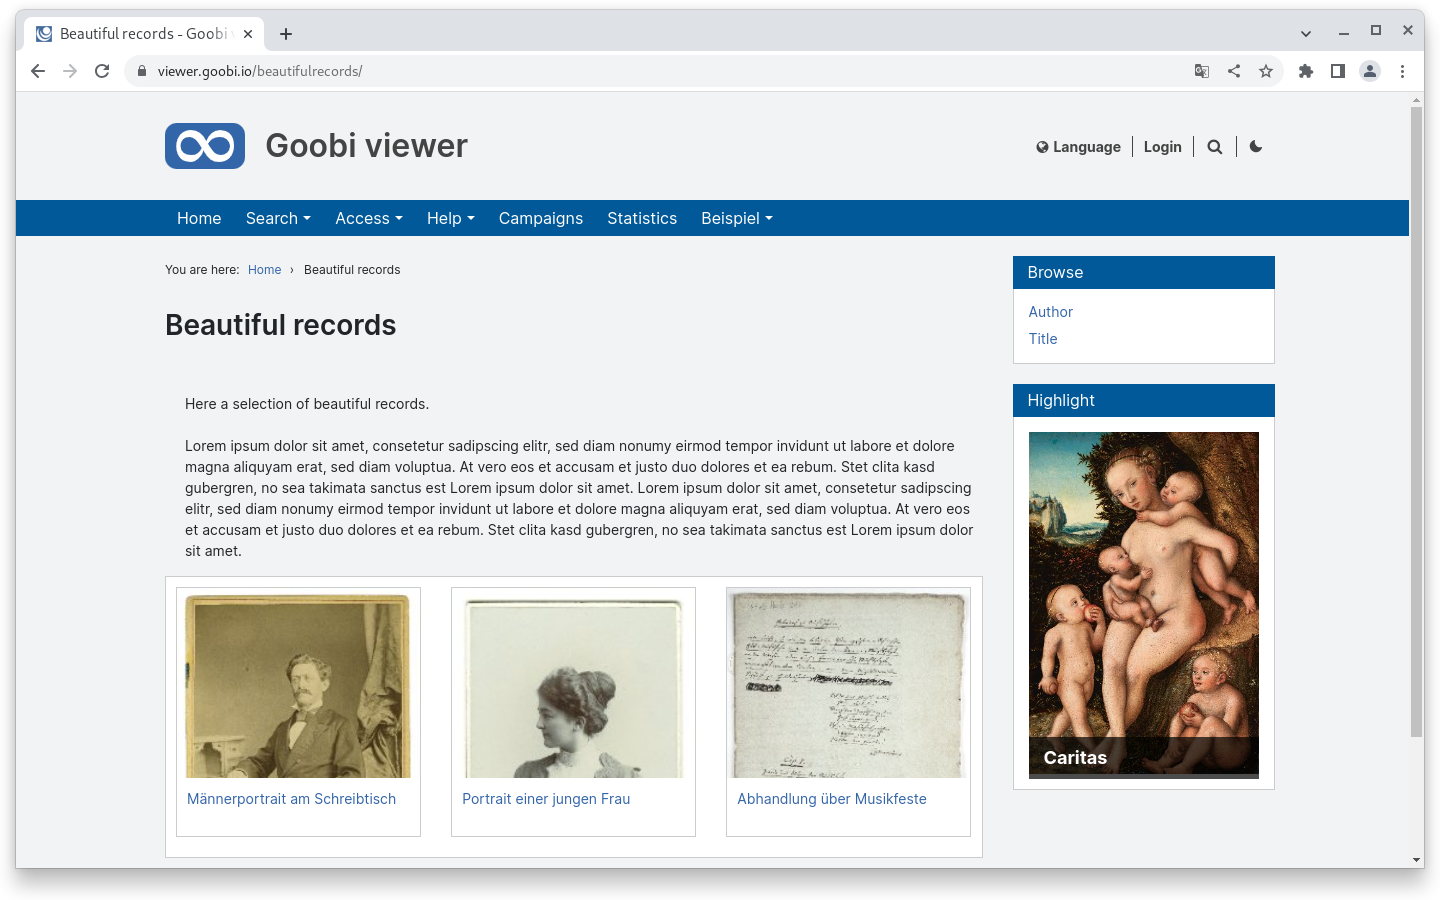 Beautiful records - Goobi v
viewer.goobi.io/beautifulrecords/
Goobi viewer
Language
Login
Home
Search
Access
Help
Campaigns
Statistics
Beispiel
You are here: Home › Beautiful records
Beautiful records
Here a selection of beautiful records.
Lorem ipsum dolor sit amet, consetetur sadipscing elitr, sed diam nonumy eirmod tempor invidunt ut labore et dolore
magna aliquyam erat, sed diam voluptua. At vero eos et accusam et justo duo dolores et ea rebum. Stet clita kasd
gubergren, no sea takimata sanctus est Lorem ipsum dolor sit amet. Lorem ipsum dolor sit amet, consetetur sadipscing
elitr, sed diam nonumy eirmod tempor invidunt ut labore et dolore magna aliquyam erat, sed diam voluptua. At vero eos
et accusam et justo duo dolores et ea rebum. Stet clita kasd gubergren, no sea takimata sanctus est Lorem ipsum dolor
sit amet.
Männerportrait am Schreibtisch
Portrait einer jungen Frau
Abhandlung über Musikfeste
Browse
Author
Title
Highlight
Caritas